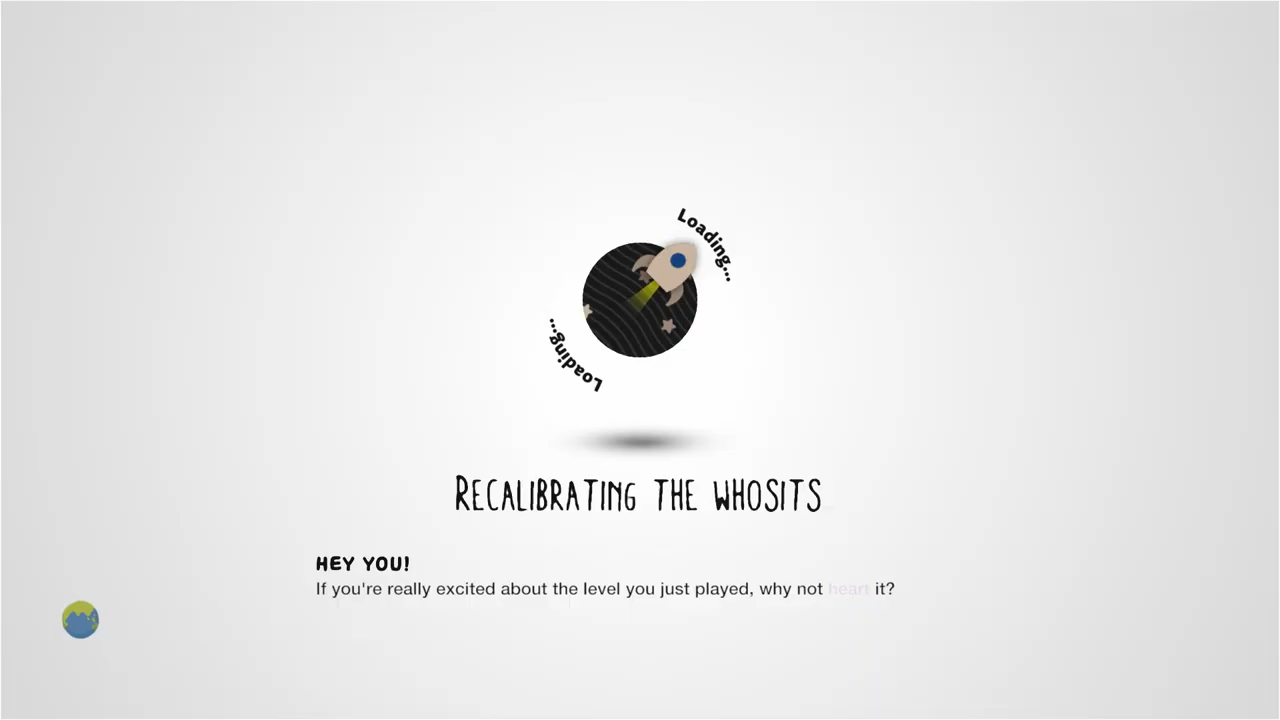 Loading...
Loading...
RECALIBRATING THE WHOSITS
HEY YOU!
If you're really excited about the level you just played, why not heart it?